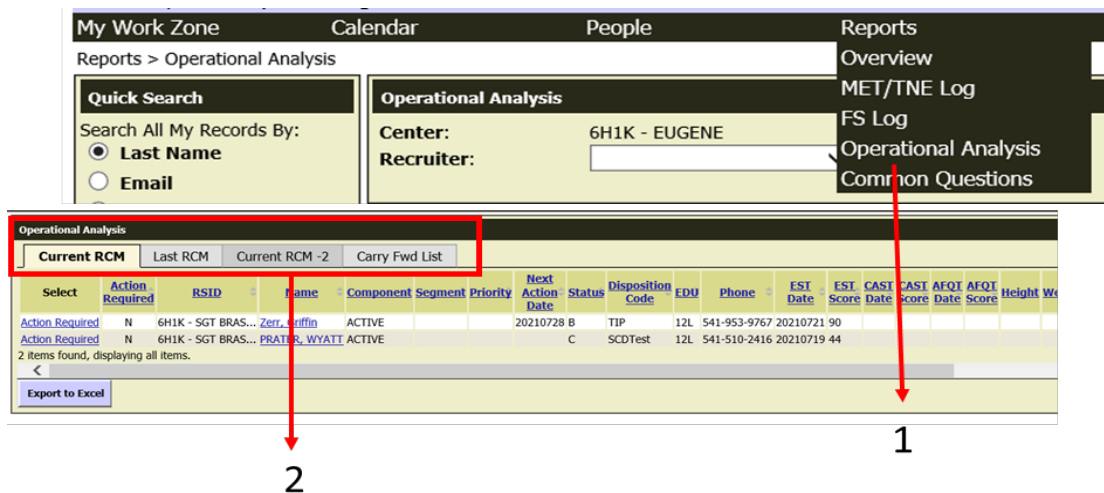 My Work Zone Calendar People Reports
Reports > Operational Analysis Overview
MET/TNE Log
Quick Search Operational Analysis
FS Log
Search All My Records By: Center: 6H1K - EUGENE
Last Name Recruiter: Operational Analysis
Email Common Questions
Operational Analysis
Current RCM Last RCM Current RCM -2 Carry Fwd List
Select Action Required RSID Name Component Segment Priority Next Action Date Status Disposition Code EDU Phone EST Date EST Score CAST Date CAST Score AFQT Date AFQT Score Height We
Action Required N 6H1K - SGT BRAS... Zerr, Griffin ACTIVE 20210728 B TIP 12L 541-953-9767 20210721 90
Action Required N 6H1K - SGT BRAS... PRATER, WYATT ACTIVE C SCDTest 12L 541-510-2416 20210719 44
2 items found, displaying all items.
Export to Excel
1
2